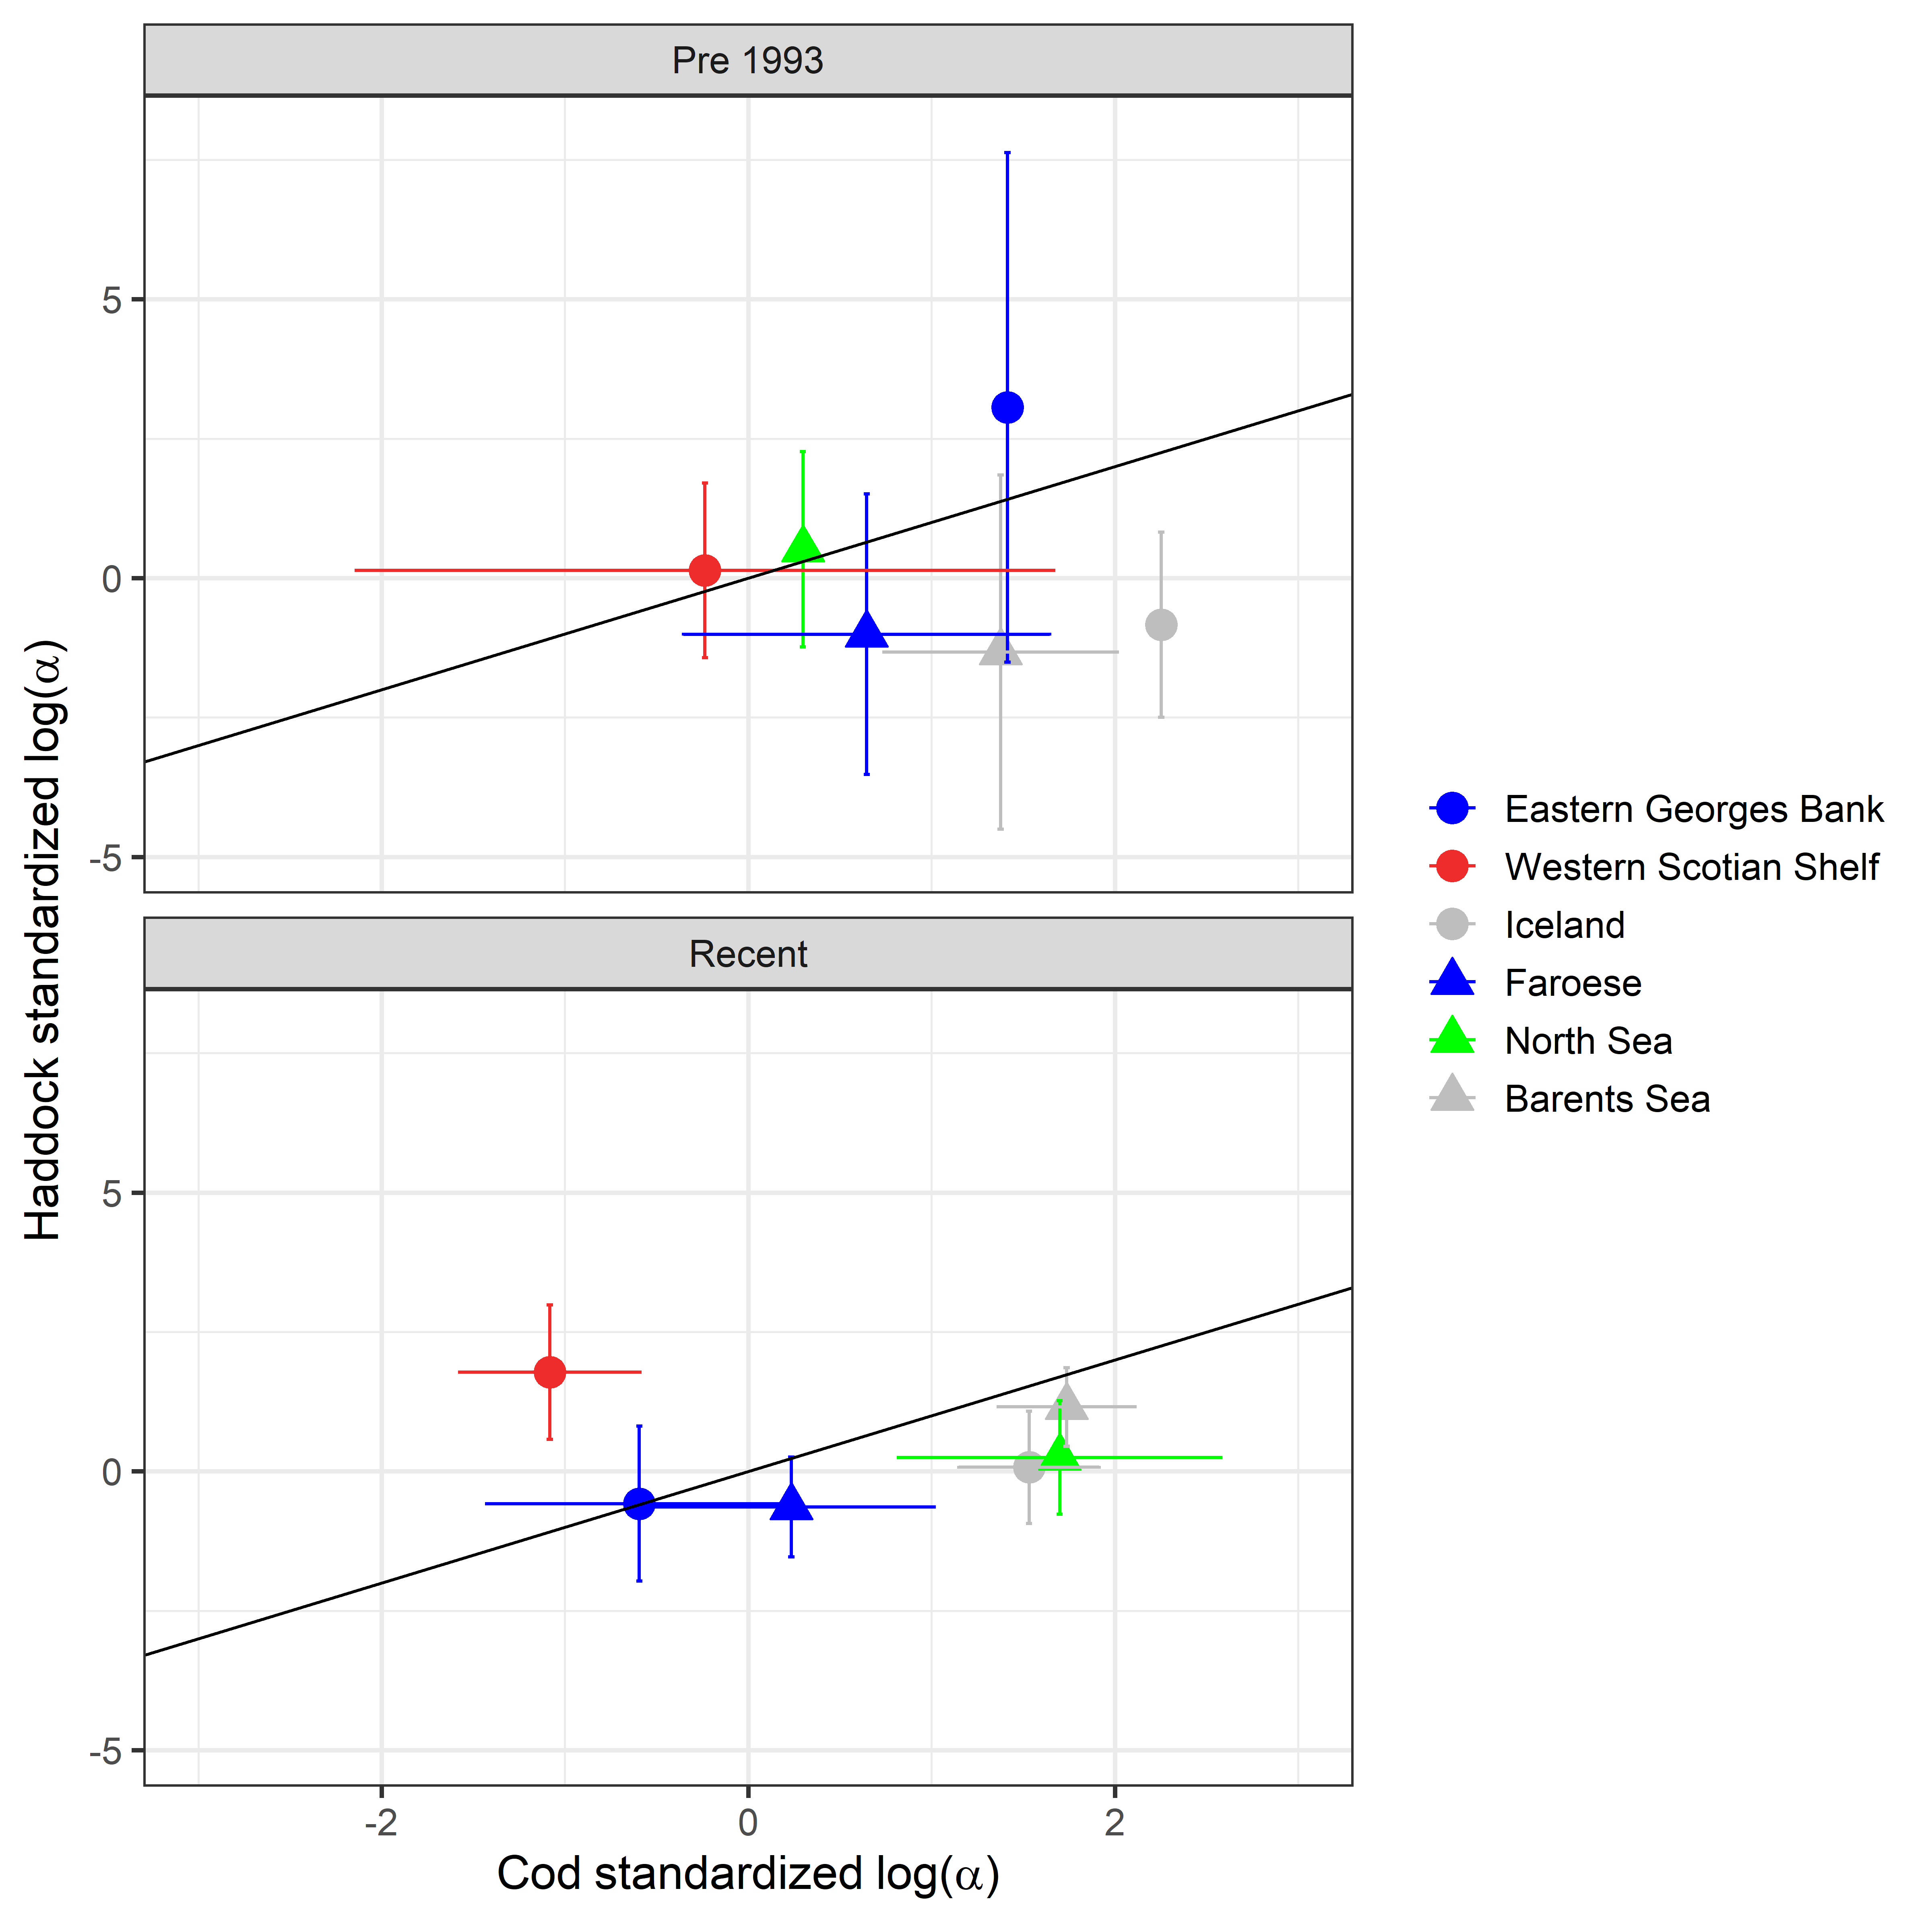 Pre 1993
5
0
-5
Recent
5
0
-5
-2
0
2
Cod standardized log(α)
Haddock standardized log(α)
Eastern Georges Bank
Western Scotian Shelf
Iceland
Faroese
North Sea
Barents Sea